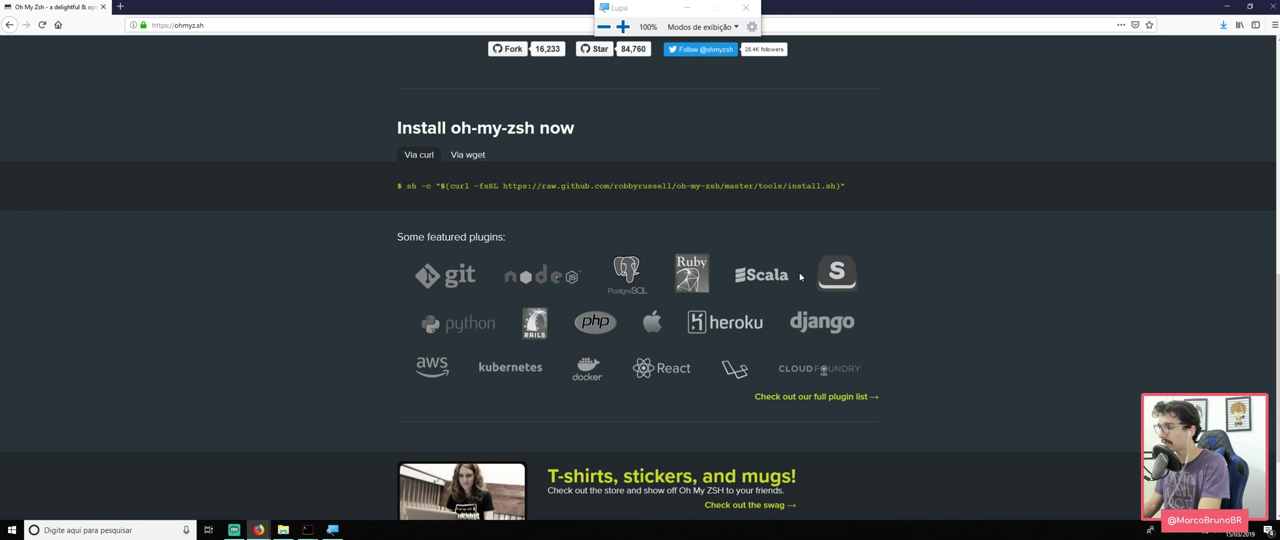 Oh My Zsh - a delightful & op
Lupa
100%
Modos de exibição
https://ohmyz.sh
Fork
16,233
Star
84,760
Follow @ohmyzsh
28.4K followers
Install oh-my-zsh now
Via curl
Via wget
$ sh -c "$(curl -fsSL https://raw.github.com/robbyrussell/oh-my-zsh/master/tools/install.sh)"
Some featured plugins:
git
node
JS
PostgreSQL
Ruby
Scala
S
python
RAILS
php
heroku
django
aws
kubernetes
docker
React
CLOUD FOUNDRY
Check out our full plugin list →
T-shirts, stickers, and mugs!
Check out the store and show off Oh My ZSH to your friends.
Check out the swag →
@MarcoBrunoBR
Digite aqui para pesquisar
15/03/2019